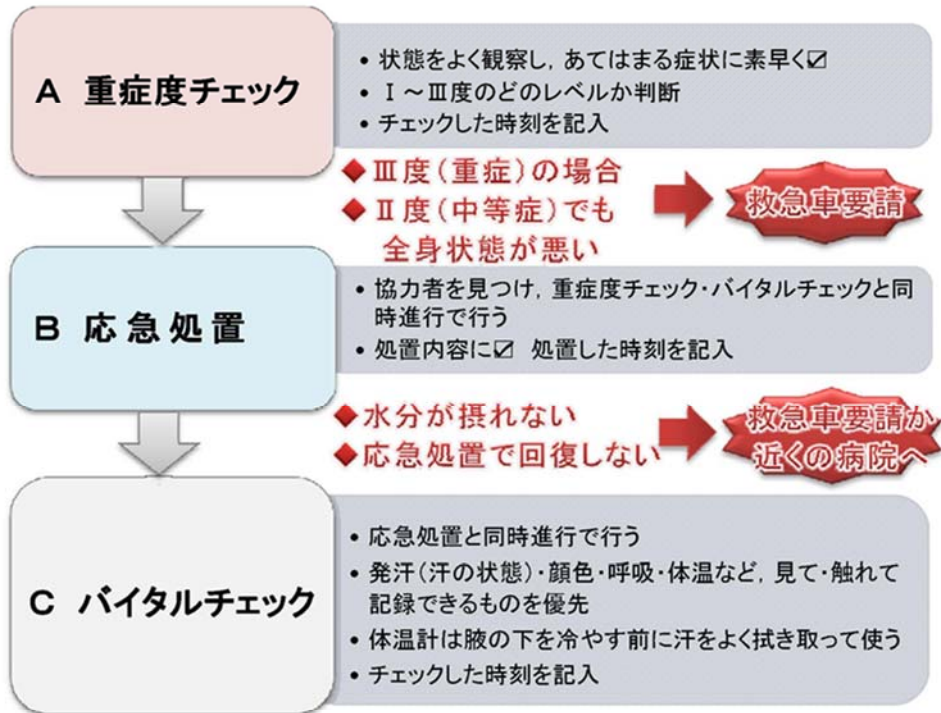 A 重症度チェック
• 状態をよく観察し，あてはまる症状に素早く☑
• Ⅰ～Ⅲ度のどのレベルか判断
• チェックした時刻を記入
◆Ⅲ度（重症）の場合
◆Ⅱ度（中等症）でも
全身状態が悪い
救急車要請
B 応急処置
• 協力者を見つけ，重症度チェック・バイタルチェックと同
時進行で行う
• 処置内容に☑ 処置した時刻を記入
◆水分が摂れない
◆応急処置で回復しない
救急車要請か
近くの病院へ
C バイタルチェック
• 応急処置と同時進行で行う
• 発汗（汗の状態）・顔色・呼吸・体温など，見て・触れて
記録できるものを優先
• 体温計は腋の下を冷やす前に汗をよく拭き取って使う
• チェックした時刻を記入